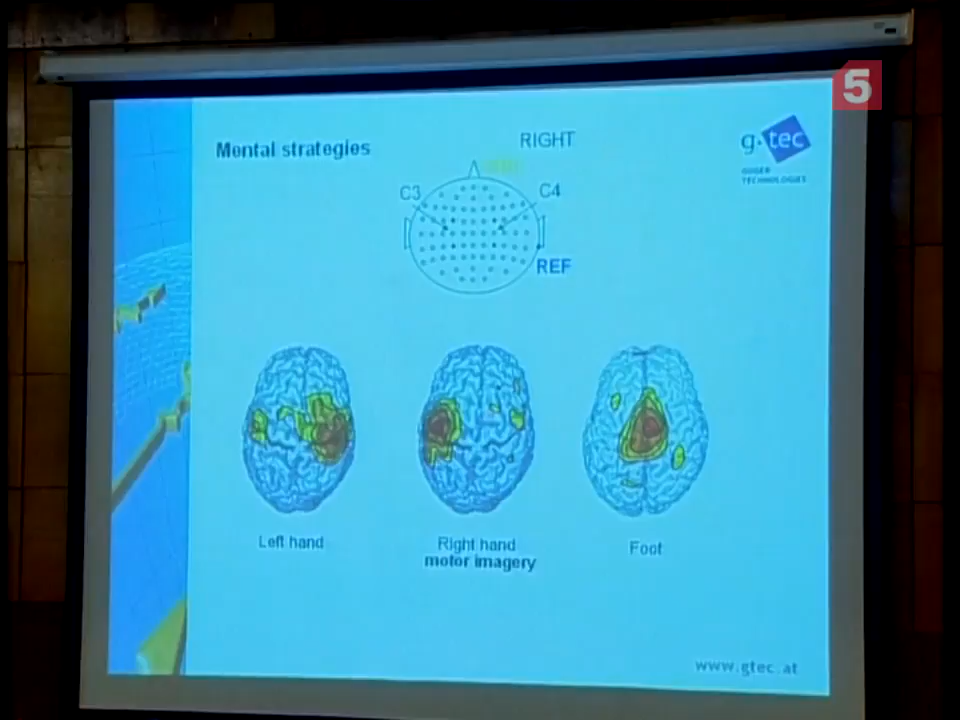 5
Mental strategies
RIGHT
g.tec
GUGER
TECHNOLOGIES
C3
C4
REF
Left hand
Right hand
motor imagery
Foot
www.gtec.at